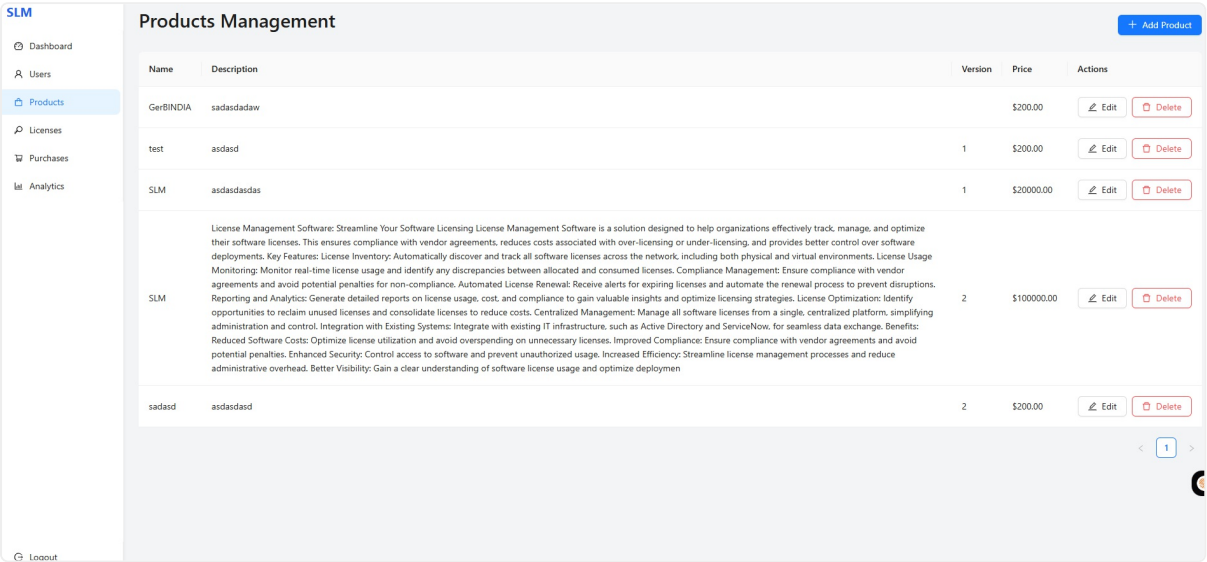 SLM
Products Management
+ Add Product
Dashboard
Users
Products
Licenses
Purchases
Analytics
Name Description Version Price Actions
GerBINDIA sadasdadaw $200.00 Edit Delete
test asdasd 1 $200.00 Edit Delete
SLM asdasdasdas 1 $20000.00 Edit Delete
License Management Software: Streamline Your Software Licensing License Management Software is a solution designed to help organizations effectively track, manage, and optimize
their software licenses. This ensures compliance with vendor agreements, reduces costs associated with over-licensing or under-licensing, and provides better control over software
deployments. Key Features: License Inventory: Automatically discover and track all software licenses across the network, including both physical and virtual environments. License Usage
Monitoring: Monitor real-time license usage and identify any discrepancies between allocated and consumed licenses. Compliance Management: Ensure compliance with vendor
agreements and avoid potential penalties for non-compliance. Automated License Renewal: Receive alerts for expiring licenses and automate the renewal process to prevent disruptions.
SLM Reporting and Analytics: Generate detailed reports on license usage, cost, and compliance to gain valuable insights and optimize licensing strategies. License Optimization: Identify 2 $100000.00 Edit Delete
opportunities to reclaim unused licenses and consolidate licenses to reduce costs. Centralized Management: Manage all software licenses from a single, centralized platform, simplifying
administration and control. Integration with Existing Systems: Integrate with existing IT infrastructure, such as Active Directory and ServiceNow, for seamless data exchange. Benefits:
Reduced Software Costs: Optimize license utilization and avoid overspending on unnecessary licenses. Improved Compliance: Ensure compliance with vendor agreements and avoid
potential penalties. Enhanced Security: Control access to software and prevent unauthorized usage. Increased Efficiency: Streamline license management processes and reduce
administrative overhead. Better Visibility: Gain a clear understanding of software license usage and optimize deploymen
sadasd asdasdasd 2 $200.00 Edit Delete
< 1 >
Logout